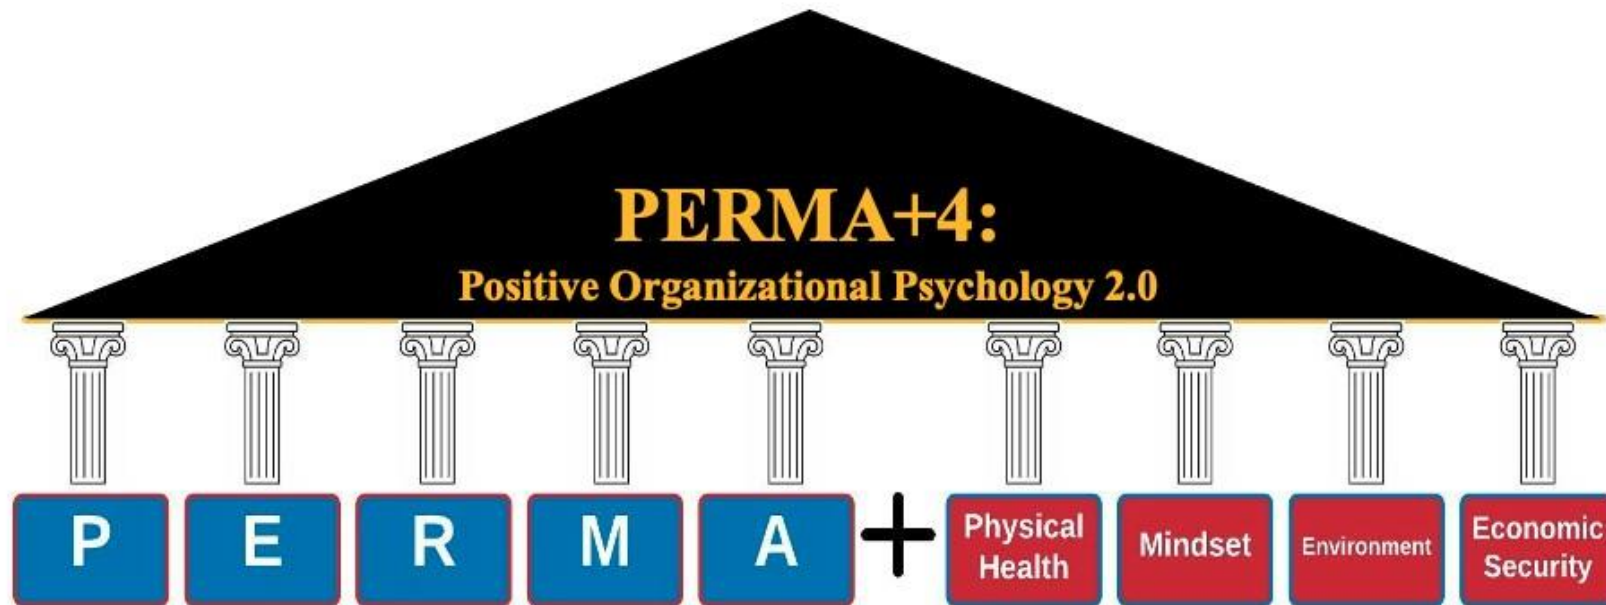 PERMA+4:
Positive Organizational Psychology 2.0
P E R M A + Physical Health Mindset Environment Economic Security